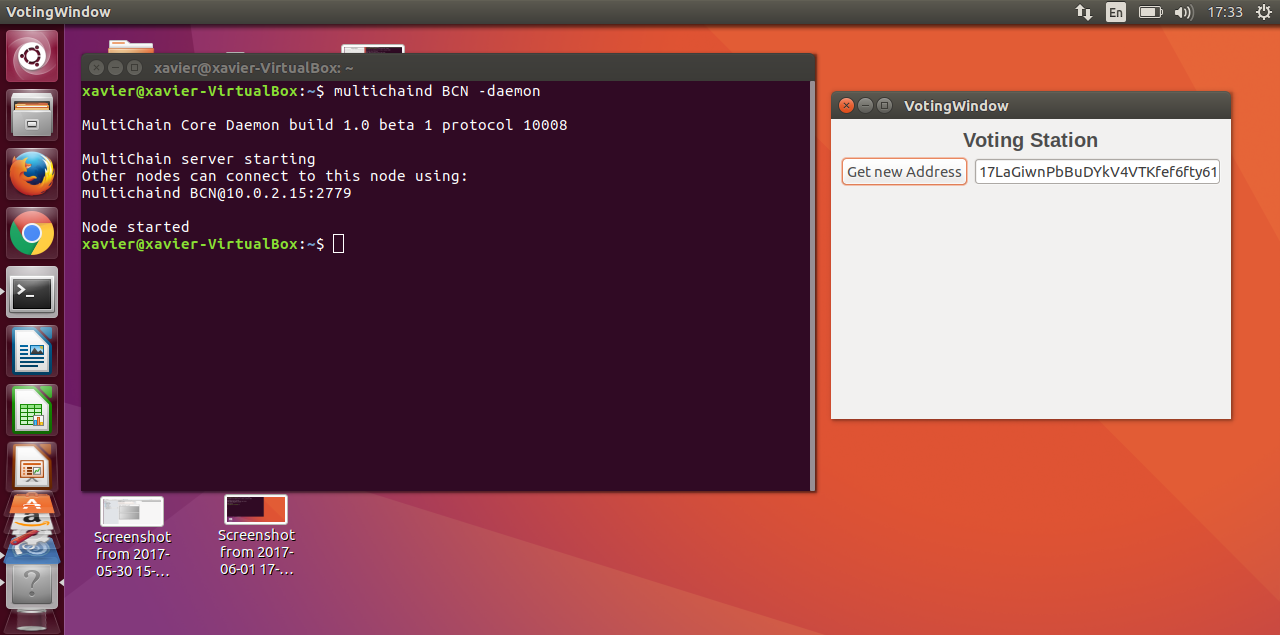 VotingWindow
En
17:33
xavier@xavier-VirtualBox: ~
xavier@xavier-VirtualBox:~$ multichaind BCN -daemon
MultiChain Core Daemon build 1.0 beta 1 protocol 10008
MultiChain server starting
Other nodes can connect to this node using:
multichaind BCN@10.0.2.15:2779
Node started
xavier@xavier-VirtualBox:~$
VotingWindow
Voting Station
Get new Address
17LaGiwnPbBuDYkV4VTKfef6fty61
Screenshot
from 2017-
05-30 15-...
Screenshot
from 2017-
06-01 17-...